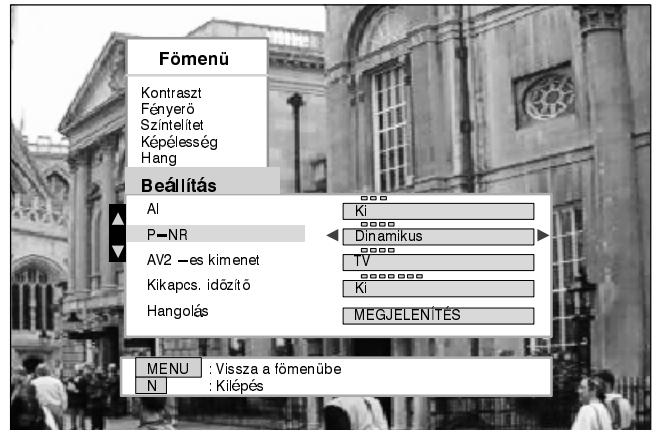 Fömenü
Kontraszt
Fényerö
Színtelítet
Képélesség
Hang
Beállítás
AI Ki
P–NR Dinamikus
AV2 –es kimenet TV
Kikapcs. időzítő Ki
Hangolás MEGJELENÍTÉS
MENU : Vissza a fömenübe
N : Kilépés